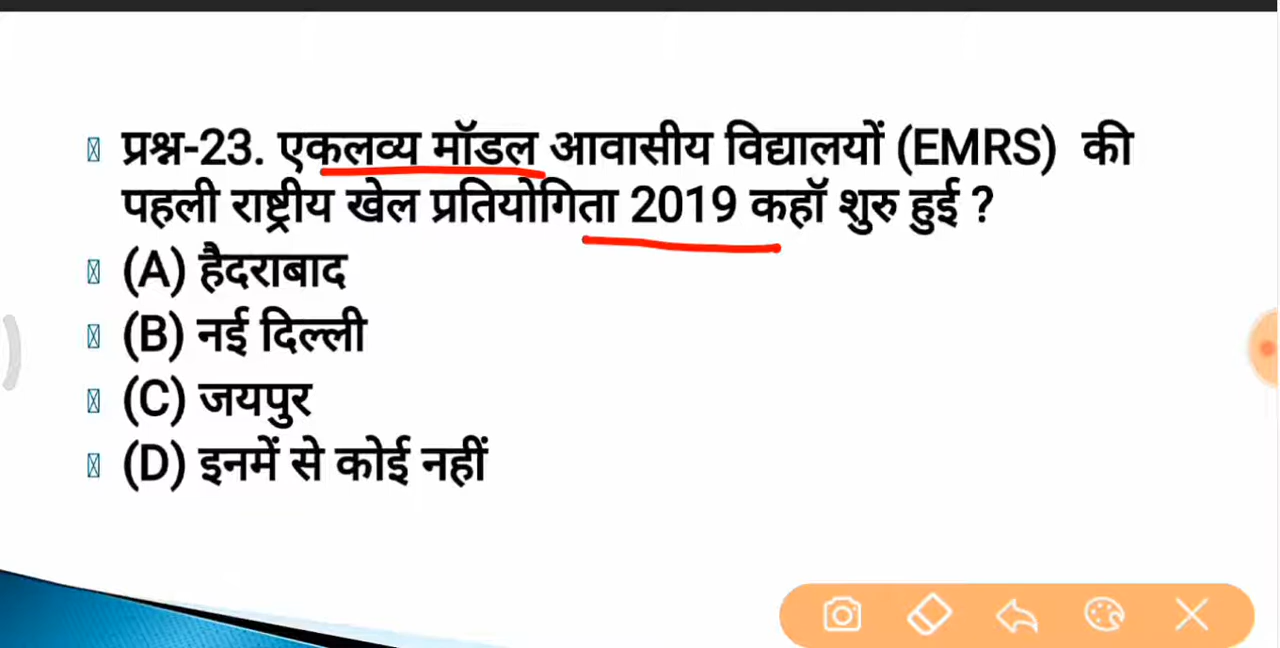 प्रश्न-23. एकलव्य मॉडल आवासीय विद्यालयों (EMRS) की
पहली राष्ट्रीय खेल प्रतियोगिता 2019 कहॉ शुरु हुई ?
(A) हैदराबाद
(B) नई दिल्ली
(C) जयपुर
(D) इनमें से कोई नहीं